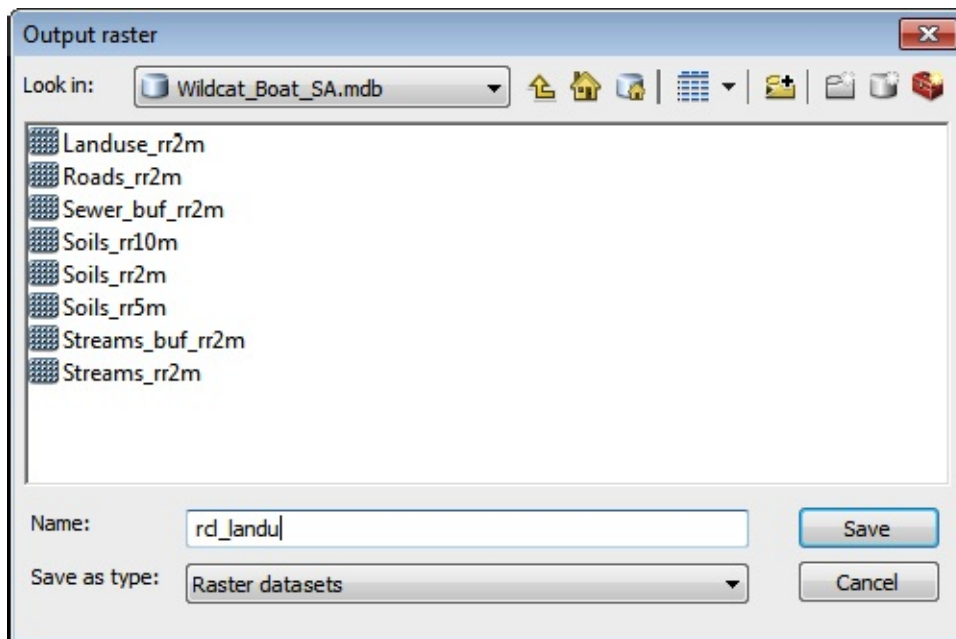 Output raster
Look in: Wildcat_Boat_SA.mdb
Landuse_rr2m
Roads_rr2m
Sewer_buf_rr2m
Soils_rr10m
Soils_rr2m
Soils_rr5m
Streams_buf_rr2m
Streams_rr2m
Name: rcl_landu
Save
Save as type: Raster datasets
Cancel